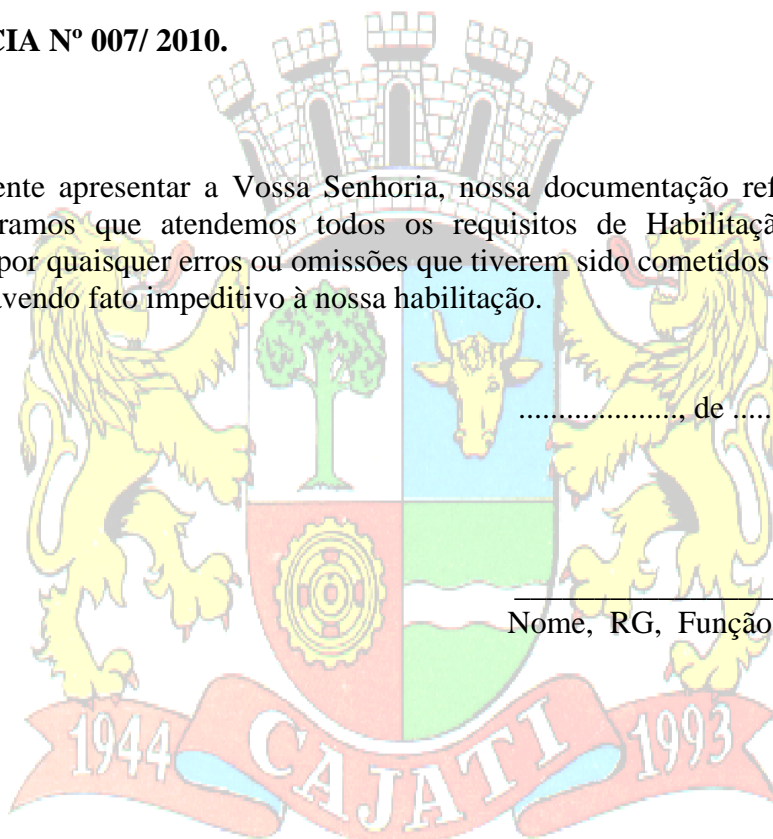 CIA Nº 007/ 2010.
ente apresentar a Vossa Senhoria, nossa documentação ref
ramos que atendemos todos os requisitos de Habilitaçã
por quaisquer erros ou omissões que tiverem sido cometidos
vendo fato impeditivo à nossa habilitação.
...................., de .....
____________________
Nome, RG, Função
1944 CAJATI 1993